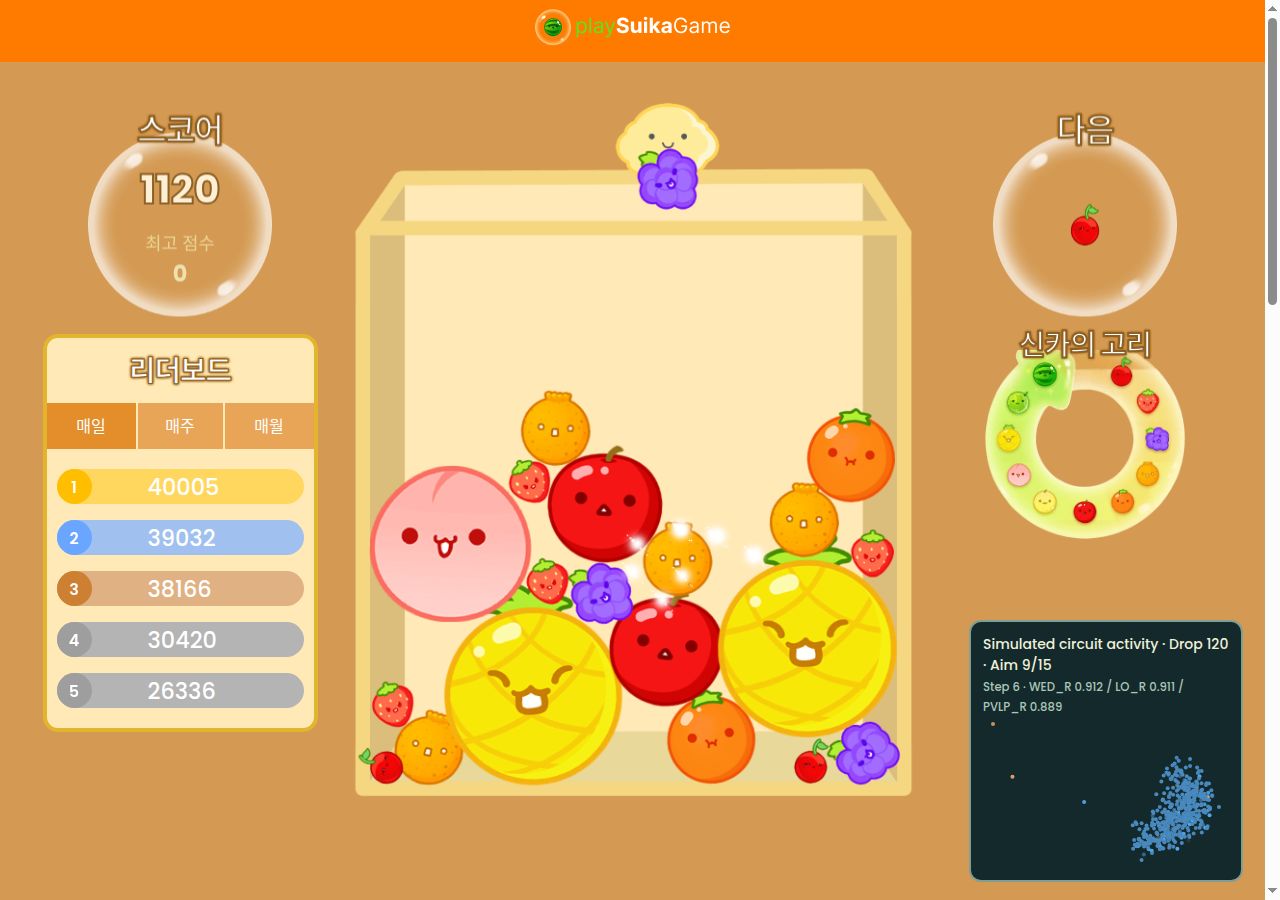 playSuikaGame
스코어
1120
최고 점수
0
리더보드
매일 매주 매월
1 40005
2 39032
3 38166
4 30420
5 26336
다음
신카의 고리
Simulated circuit activity · Drop 120
· Aim 9/15
Step 6 · WED_R 0.912 / LO_R 0.911 /
PVLP_R 0.889